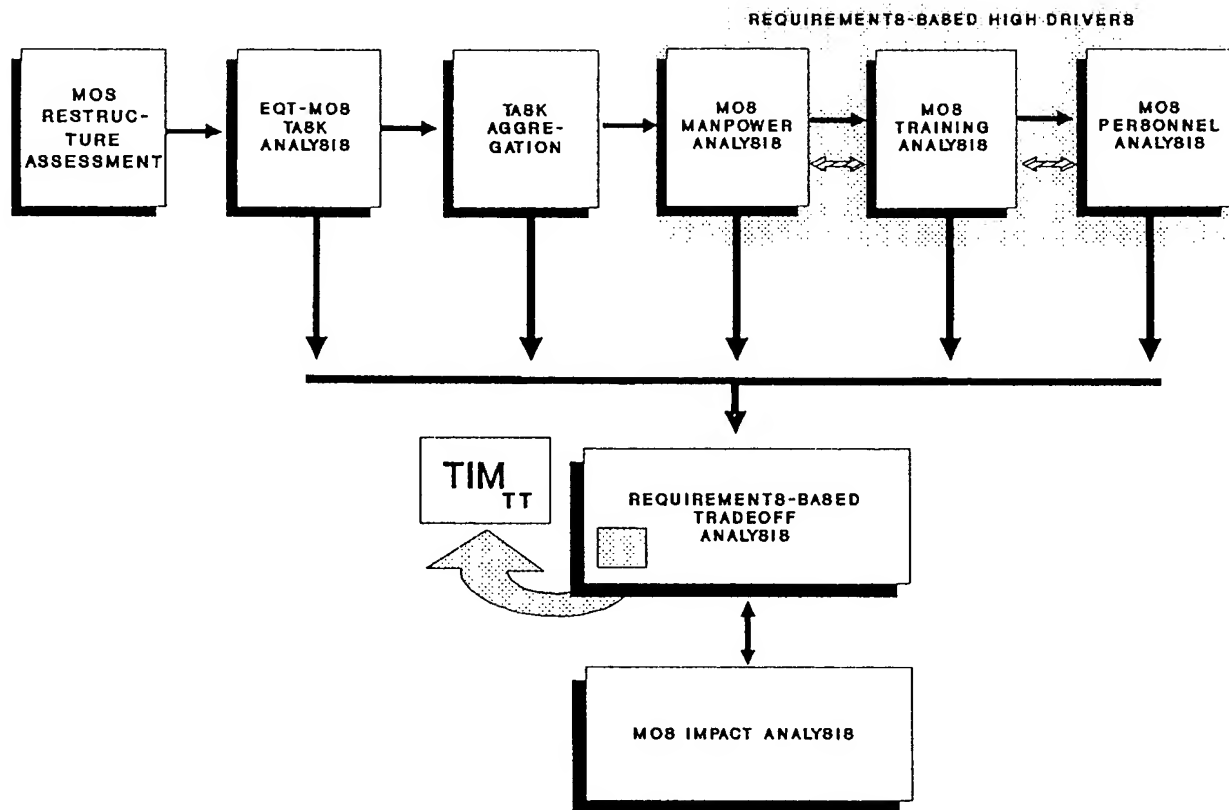 REQUIREMENTS-BASED HIGH DRIVERS
MOS
RESTRUC-
TURE
ASSESSMENT
EQT-MOS
TASK
ANALYSIS
TASK
AGGRE-
GATION
MOS
MANPOWER
ANALYSIS
MOS
TRAINING
ANALYSIS
MOS
PERSONNEL
ANALYSIS
TIM
TT
REQUIREMENTS-BASED
TRADEOFF
ANALYSIS
MOS IMPACT ANALYSIS